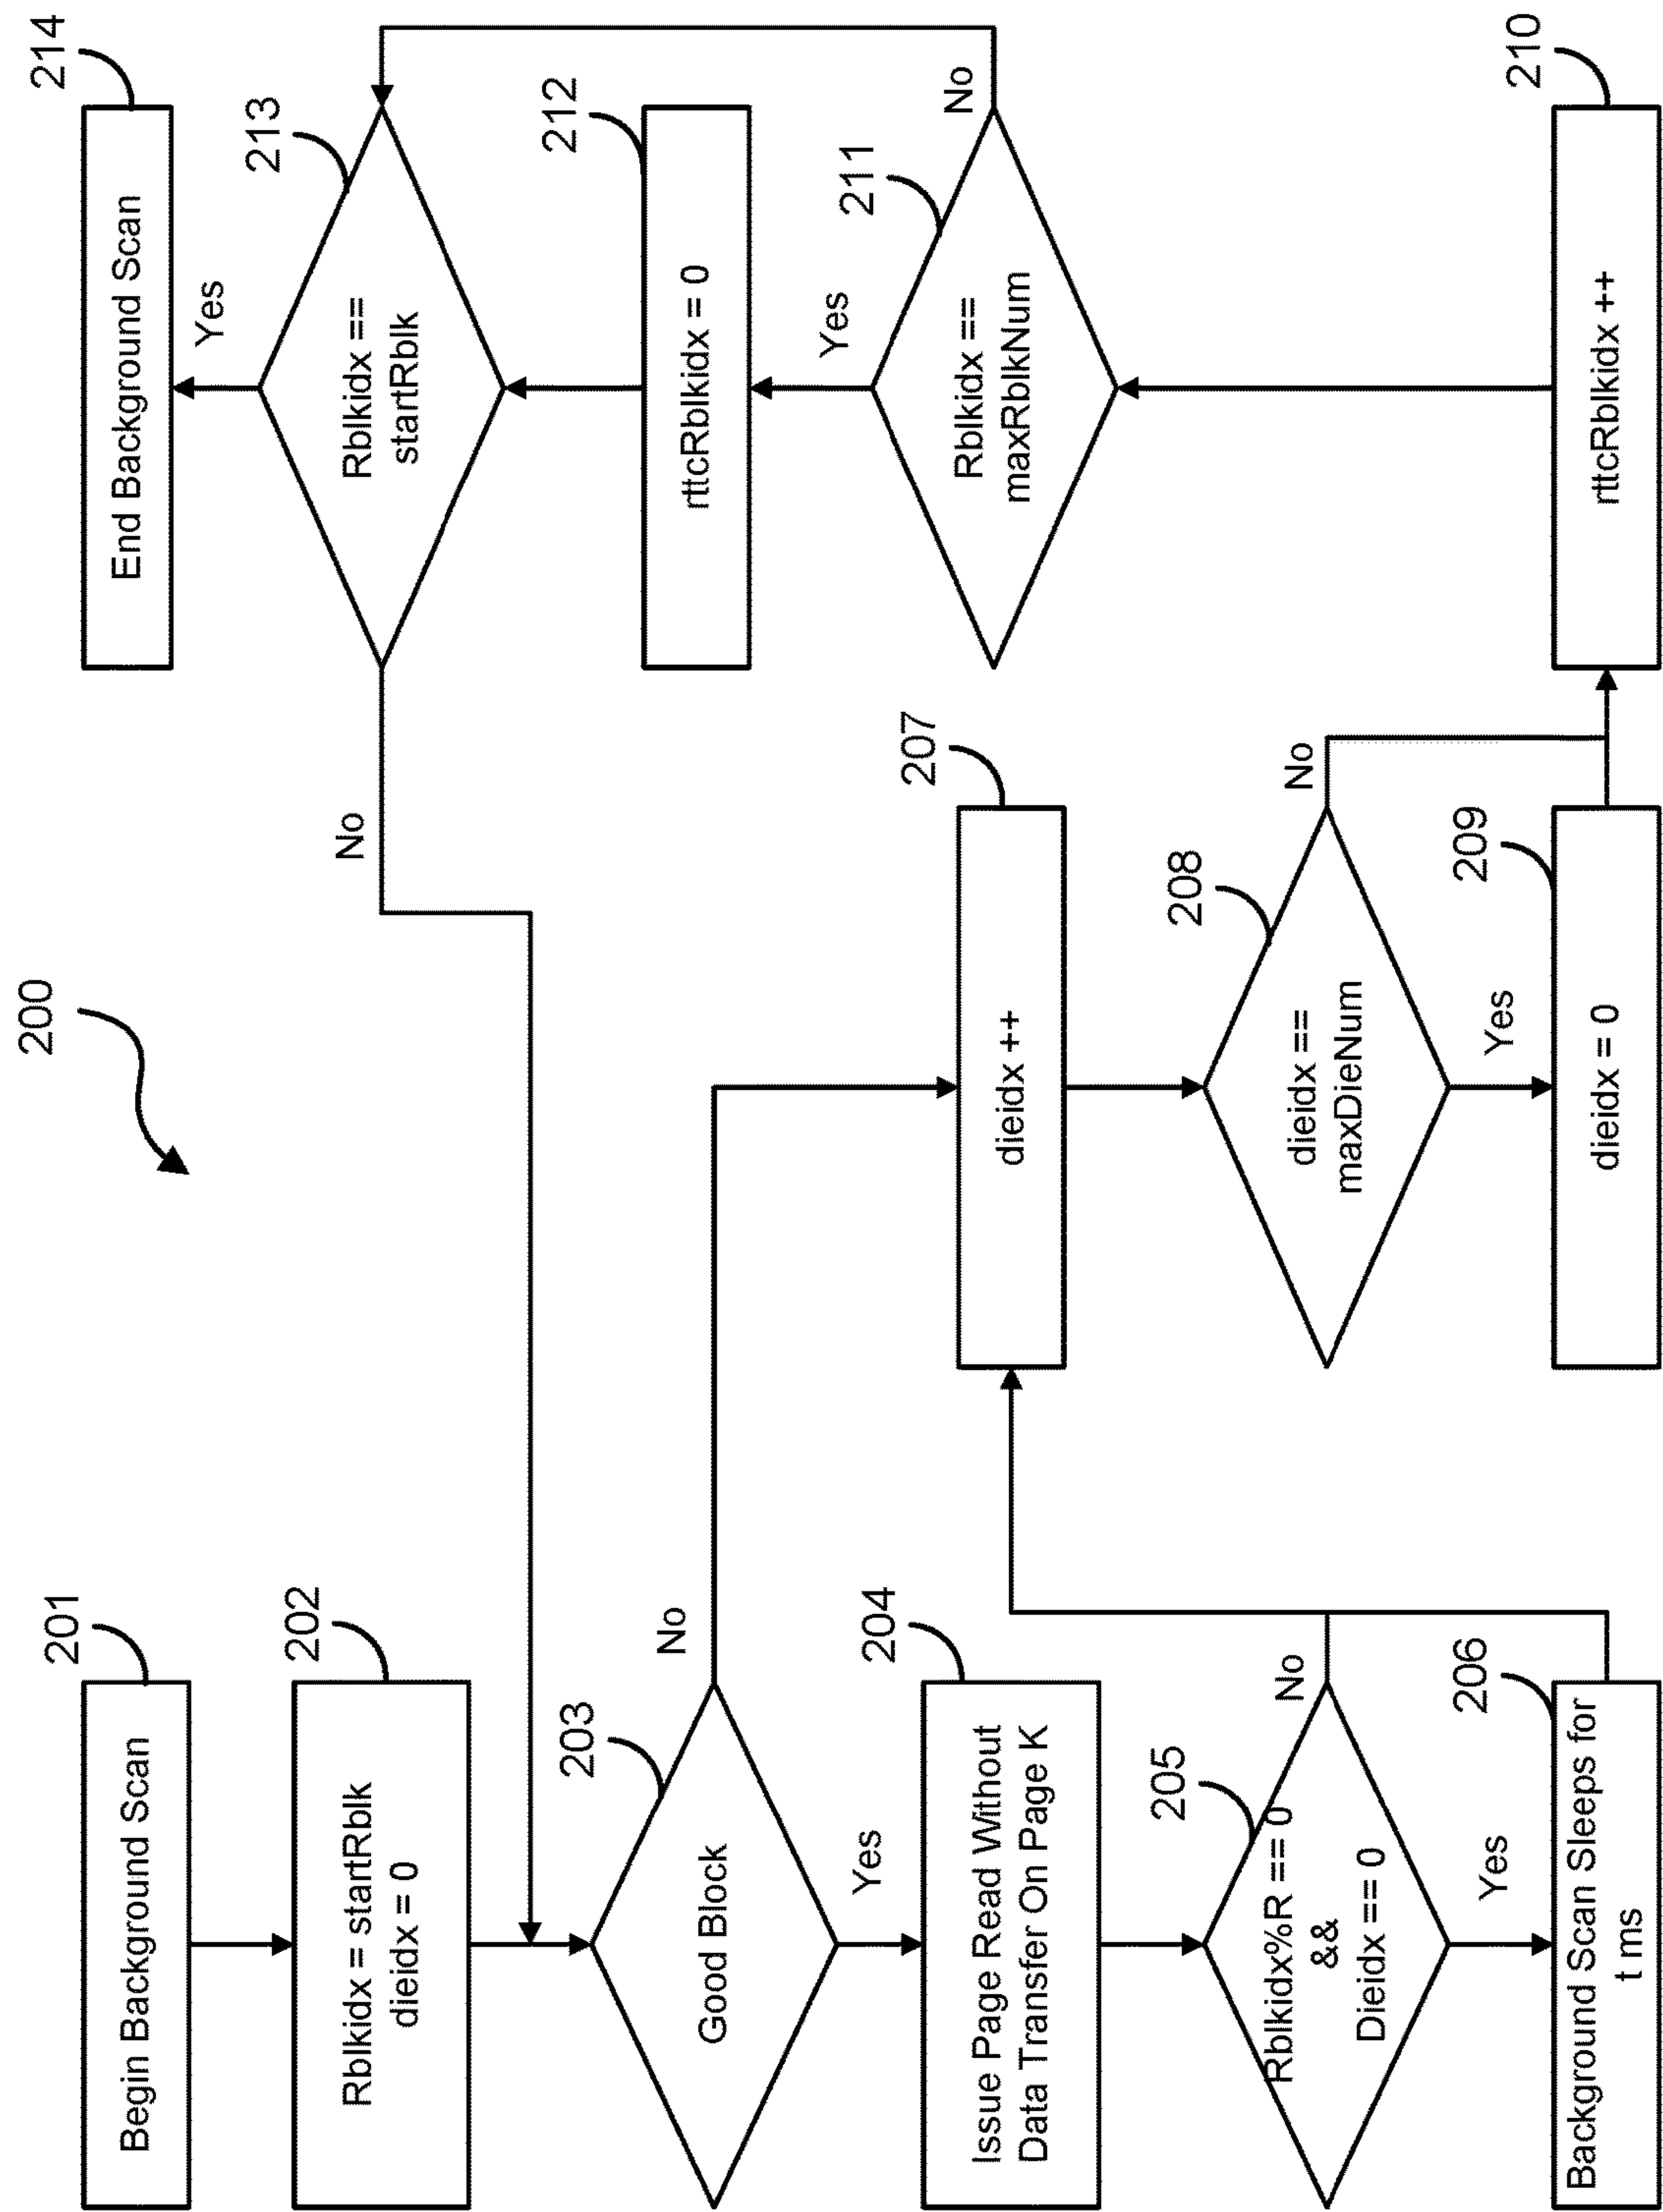 200
201
Begin Background Scan
202
Rblkidx = startRblk
dieidx = 0
203
Good Block
No
Yes
204
Issue Page Read Without
Data Transfer On Page K
205
Rblkidx%R == 0
&&
Dieidx == 0
No
Yes
206
Background Scan Sleeps for
t ms
207
dieidx ++
208
dieidx ==
maxDieNum
No
Yes
209
dieidx = 0
210
rttcRblkidx ++
211
Rblkidx ==
maxRblkNum
No
Yes
212
rttcRblkidx = 0
213
Rblkidx ==
startRblk
No
Yes
214
End Background Scan